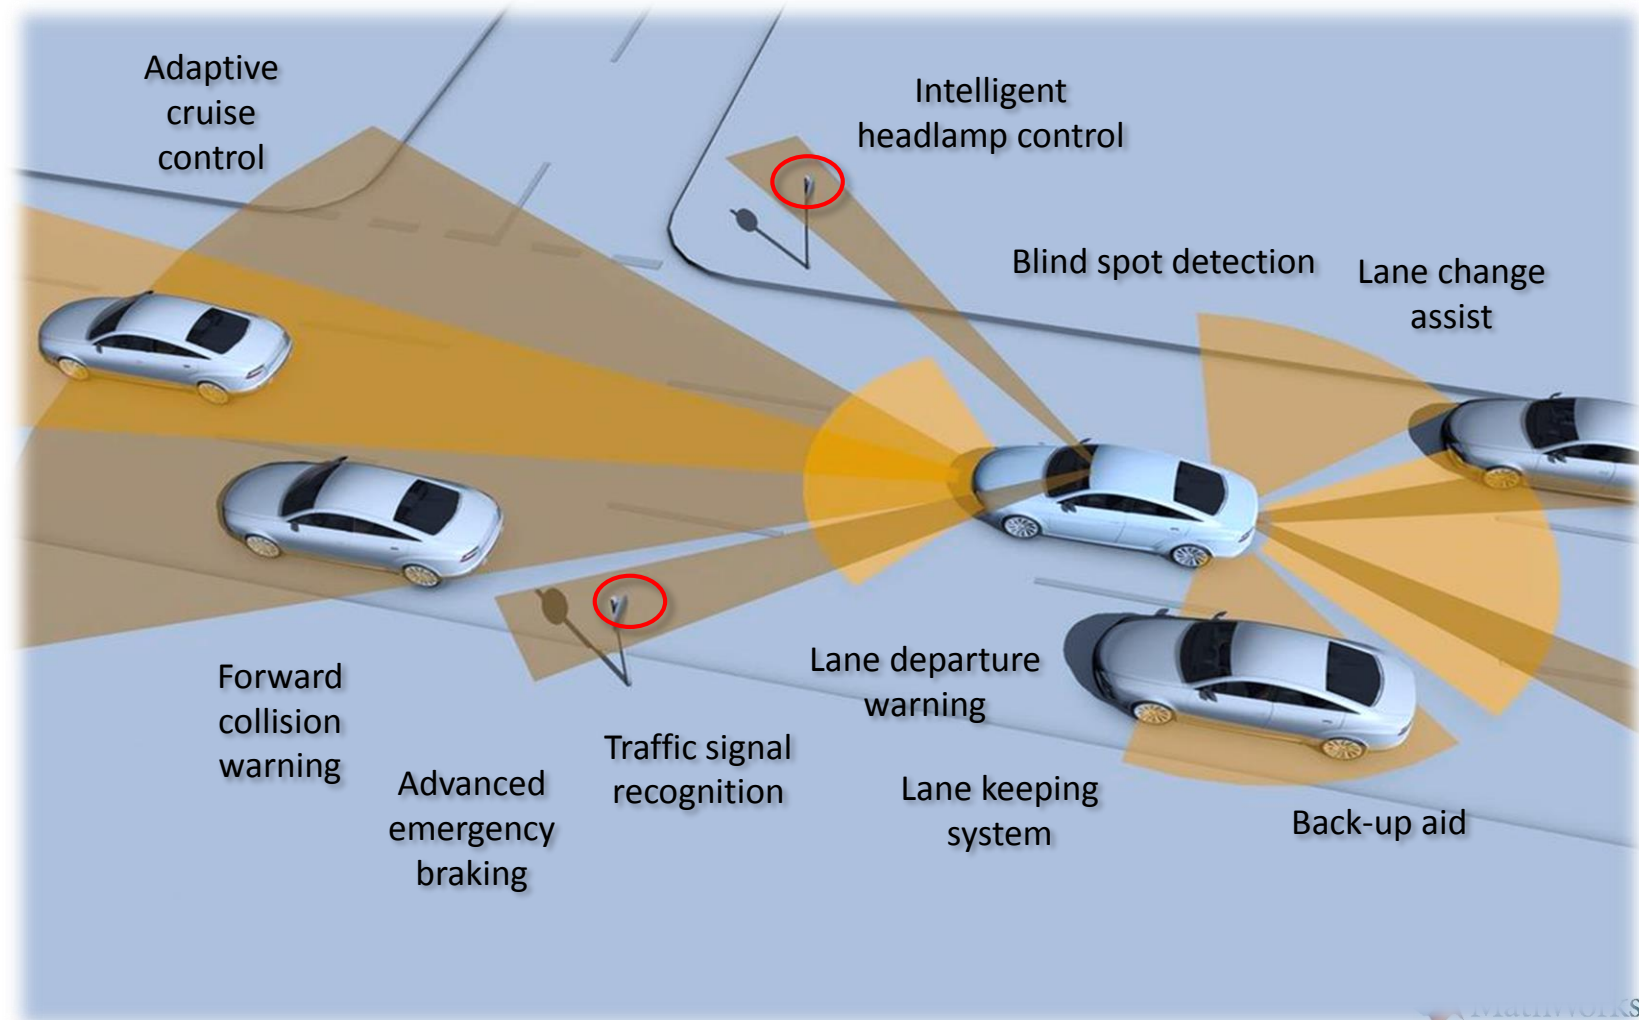 Adaptive
cruise
control
Intelligent
headlamp control
Blind spot detection
Lane change
assist
Forward
collision
warning
Advanced
emergency
braking
Traffic signal
recognition
Lane departure
warning
Lane keeping
system
Back-up aid